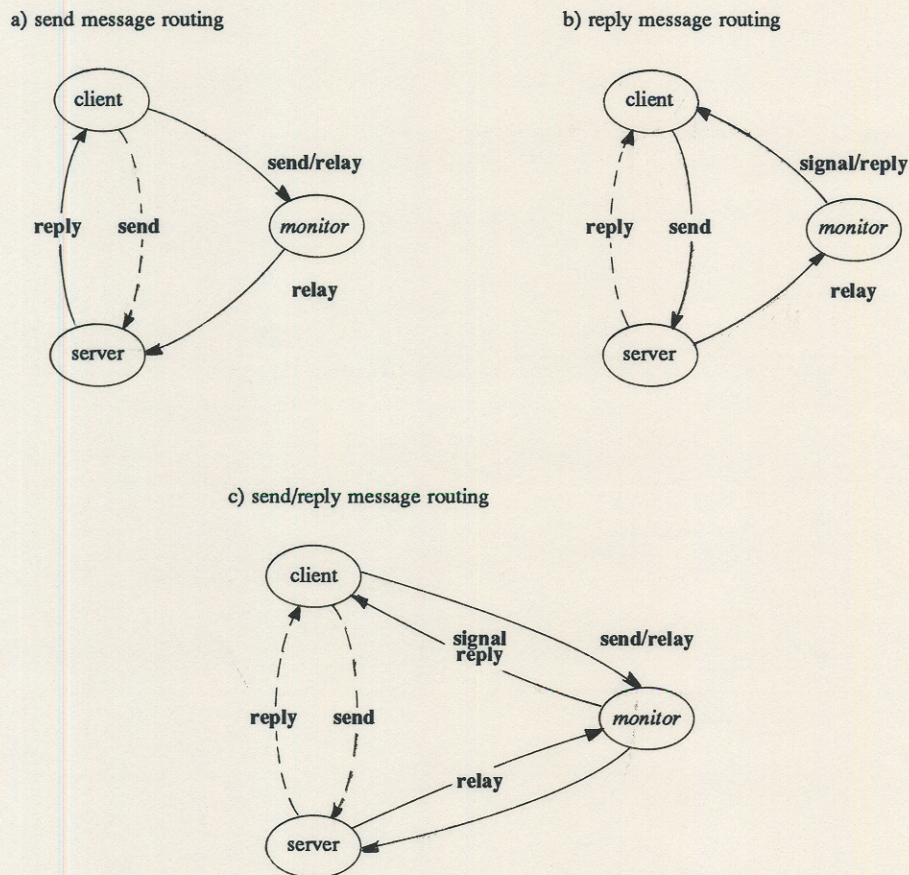 a) send message routing
client
send/relay
reply
send
monitor
relay
server
b) reply message routing
client
signal/reply
reply
send
monitor
relay
server
c) send/reply message routing
client
signal
reply
send/relay
reply
send
monitor
relay
server